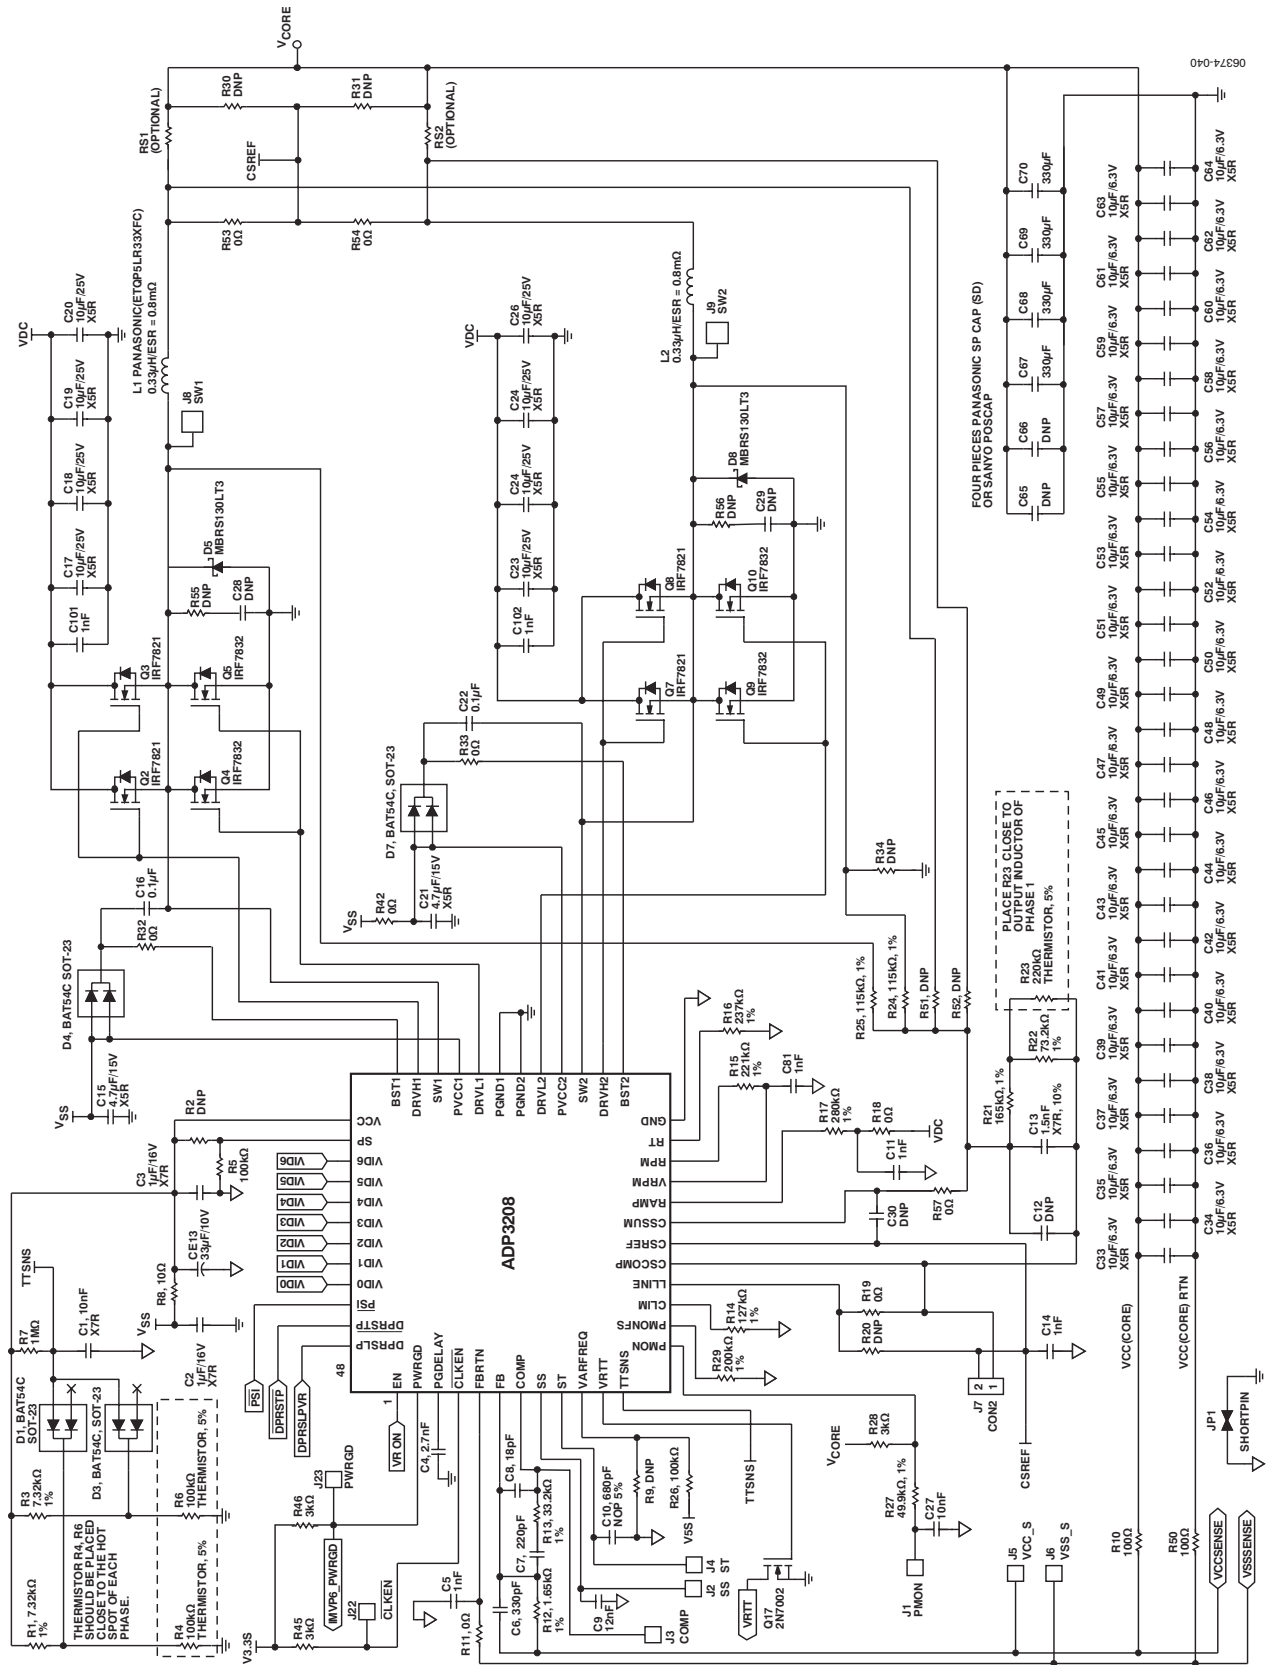 VCORE
RS1
(OPTIONAL)
R30
DNP
R31
DNP
RS2
(OPTIONAL)
CSREF
R53
0Ω
R54
0Ω
06374-040
VDC
C20
10µF/25V
X5R
C19
10µF/25V
X5R
C18
10µF/25V
X5R
C17
10µF/25V
X5R
C101
1nF
L1 PANASONIC(ETQP5LR33XFC)
0.33µH/ESR = 0.8mΩ
J8
SW1
D5
MBRS130LT3
R55
DNP
C28
DNP
Q3
IRF7821
Q5
IRF7832
Q2
IRF7821
Q4
IRF7832
C16
0.1µF
R32
0Ω
D4, BAT54C SOT-23
VSS
C15
4.7µF/15V
X5R
VDC
C26
10µF/25V
X5R
C24
10µF/25V
X5R
C24
10µF/25V
X5R
C23
10µF/25V
X5R
C102
1nF
L2
0.33µH/ESR = 0.8mΩ
J9
SW2
D8
MBRS130LT3
R56
DNP
C29
DNP
Q8
IRF7821
Q10
IRF7832
Q7
IRF7821
Q9
IRF7832
C22
0.1µF
R33
0Ω
D7, BAT54C, SOT-23
VSS
R42
0Ω
C21
4.7µF/15V
X5R
R34
DNP
R25, 115kΩ, 1%
R24, 115kΩ, 1%
R51, DNP
R52, DNP
PLACE R23 CLOSE TO
OUTPUT INDUCTOR OF
PHASE 1
R23
220kΩ
THERMISTOR, 5%
R22
73.2kΩ
1%
R21
165kΩ, 1%
C13
1.5nF
X7R, 10%
C12
DNP
FOUR PIECES PANASONIC SP CAP (SD)
OR SANYO POSCAP
C70
330µF
C69
330µF
C68
330µF
C67
330µF
C66
DNP
C65
DNP
C64
10µF/6.3V
X5R
C63
10µF/6.3V
X5R
C62
10µF/6.3V
X5R
C61
10µF/6.3V
X5R
C60
10µF/6.3V
X5R
C59
10µF/6.3V
X5R
C58
10µF/6.3V
X5R
C57
10µF/6.3V
X5R
C56
10µF/6.3V
X5R
C55
10µF/6.3V
X5R
C54
10µF/6.3V
X5R
C53
10µF/6.3V
X5R
C52
10µF/6.3V
X5R
C51
10µF/6.3V
X5R
C50
10µF/6.3V
X5R
C49
10µF/6.3V
X5R
C48
10µF/6.3V
X5R
C47
10µF/6.3V
X5R
C46
10µF/6.3V
X5R
C45
10µF/6.3V
X5R
C44
10µF/6.3V
X5R
C43
10µF/6.3V
X5R
C42
10µF/6.3V
X5R
C41
10µF/6.3V
X5R
C40
10µF/6.3V
X5R
C39
10µF/6.3V
X5R
C38
10µF/6.3V
X5R
C37
10µF/6.3V
X5R
C36
10µF/6.3V
X5R
C35
10µF/6.3V
X5R
C34
10µF/6.3V
X5R
C33
10µF/6.3V
X5R
VCC(CORE)
VCC(CORE) RTN
ADP3208
BST1
DRVH1
SW1
PVCC1
DRVL1
PGND1
PGND2
DRVL2
PVCC2
SW2
DRVH2
BST2
VCC
SP
VID6
VID5
VID4
VID3
VID2
VID1
VID0
PSI
DPRSTP
DPRSLP
48
1
EN
PWRGD
PGDELAY
CLKEN
FBRTN
FB
COMP
SS
ST
VARFREQ
VRTT
TTSNS
GND
RT
RPM
VRPM
RAMP
CSSUM
CSREF
CSCOMP
LLINE
CLIM
PMONFS
PMON
VID6
VID5
VID4
VID3
VID2
VID1
VID0
PSI
DPRSTP
DPRSLPVR
VR ON
R2
DNP
R5
100kΩ
C3
1µF/16V
X7R
CE13
33µF/10V
R8, 10Ω
VSS
C2
1µF/16V
X7R
TTSNS
R7
1MΩ
C1, 10nF
X7R
D1, BAT54C
SOT-23
D3, BAT54C, SOT-23
R3
7.32kΩ
1%
R6
100kΩ
THERMISTOR, 5%
R1, 7.32kΩ
1%
THERMISTOR R4, R6
SHOULD BE PLACED
CLOSE TO THE HOT
SPOT OF EACH
PHASE.
R4
100kΩ
THERMISTOR, 5%
R16
237kΩ
1%
R15
221kΩ
1%
C81
1nF
R17
280kΩ
1%
R18
0Ω
VDC
C11
1nF
C30
DNP
R57
0Ω
R19
0Ω
R20
DNP
R14
127kΩ
1%
R29
200kΩ
1%
C14
1nF
J7
2
1
CON2
CSREF
VCORE
R28
3kΩ
R27
49.9kΩ, 1%
C27
10nF
J1
PMON
C4, 2.7nF
J23
PWRGD
R46
3kΩ
IMVP6_PWRGD
J22
CLKEN
V3.3S
R45
3kΩ
C5
1nF
R11, 0Ω
C8, 18pF
R13, 33.2kΩ
1%
C7, 220pF
C6, 330pF
R12, 1.65kΩ
1%
C10, 680pF
NOP 5%
R9, DNP
R26, 100kΩ
V5S
TTSNS
J4
ST
J2
SS
C9
12nF
J3
COMP
VRTT
Q17
2N7002
J5
VCC_S
J6
VSS_S
R10
100Ω
R50
100Ω
JP1
SHORTPIN
VCCSENSE
VSSSENSE